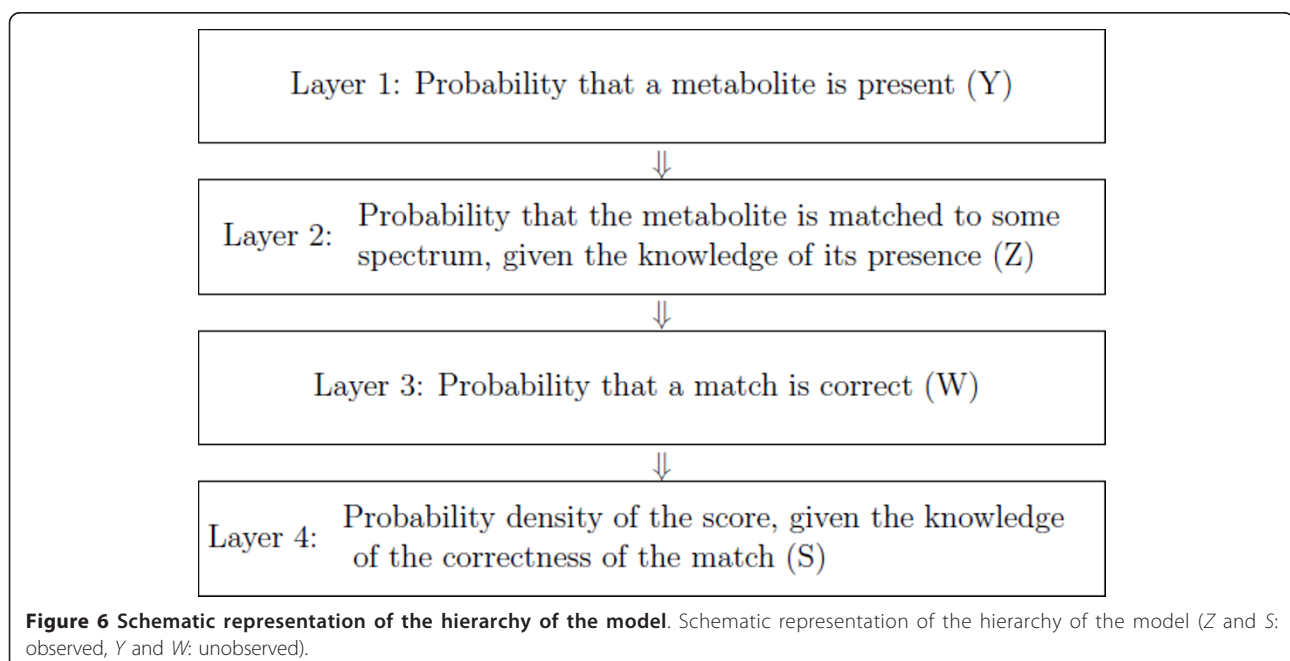 Layer 1: Probability that a metabolite is present (Y)
⇓
Layer 2: Probability that the metabolite is matched to some
spectrum, given the knowledge of its presence (Z)
⇓
Layer 3: Probability that a match is correct (W)
⇓
Layer 4: Probability density of the score, given the knowledge
of the correctness of the match (S)
Figure 6 Schematic representation of the hierarchy of the model. Schematic representation of the hierarchy of the model (Z and S:
observed, Y and W: unobserved).